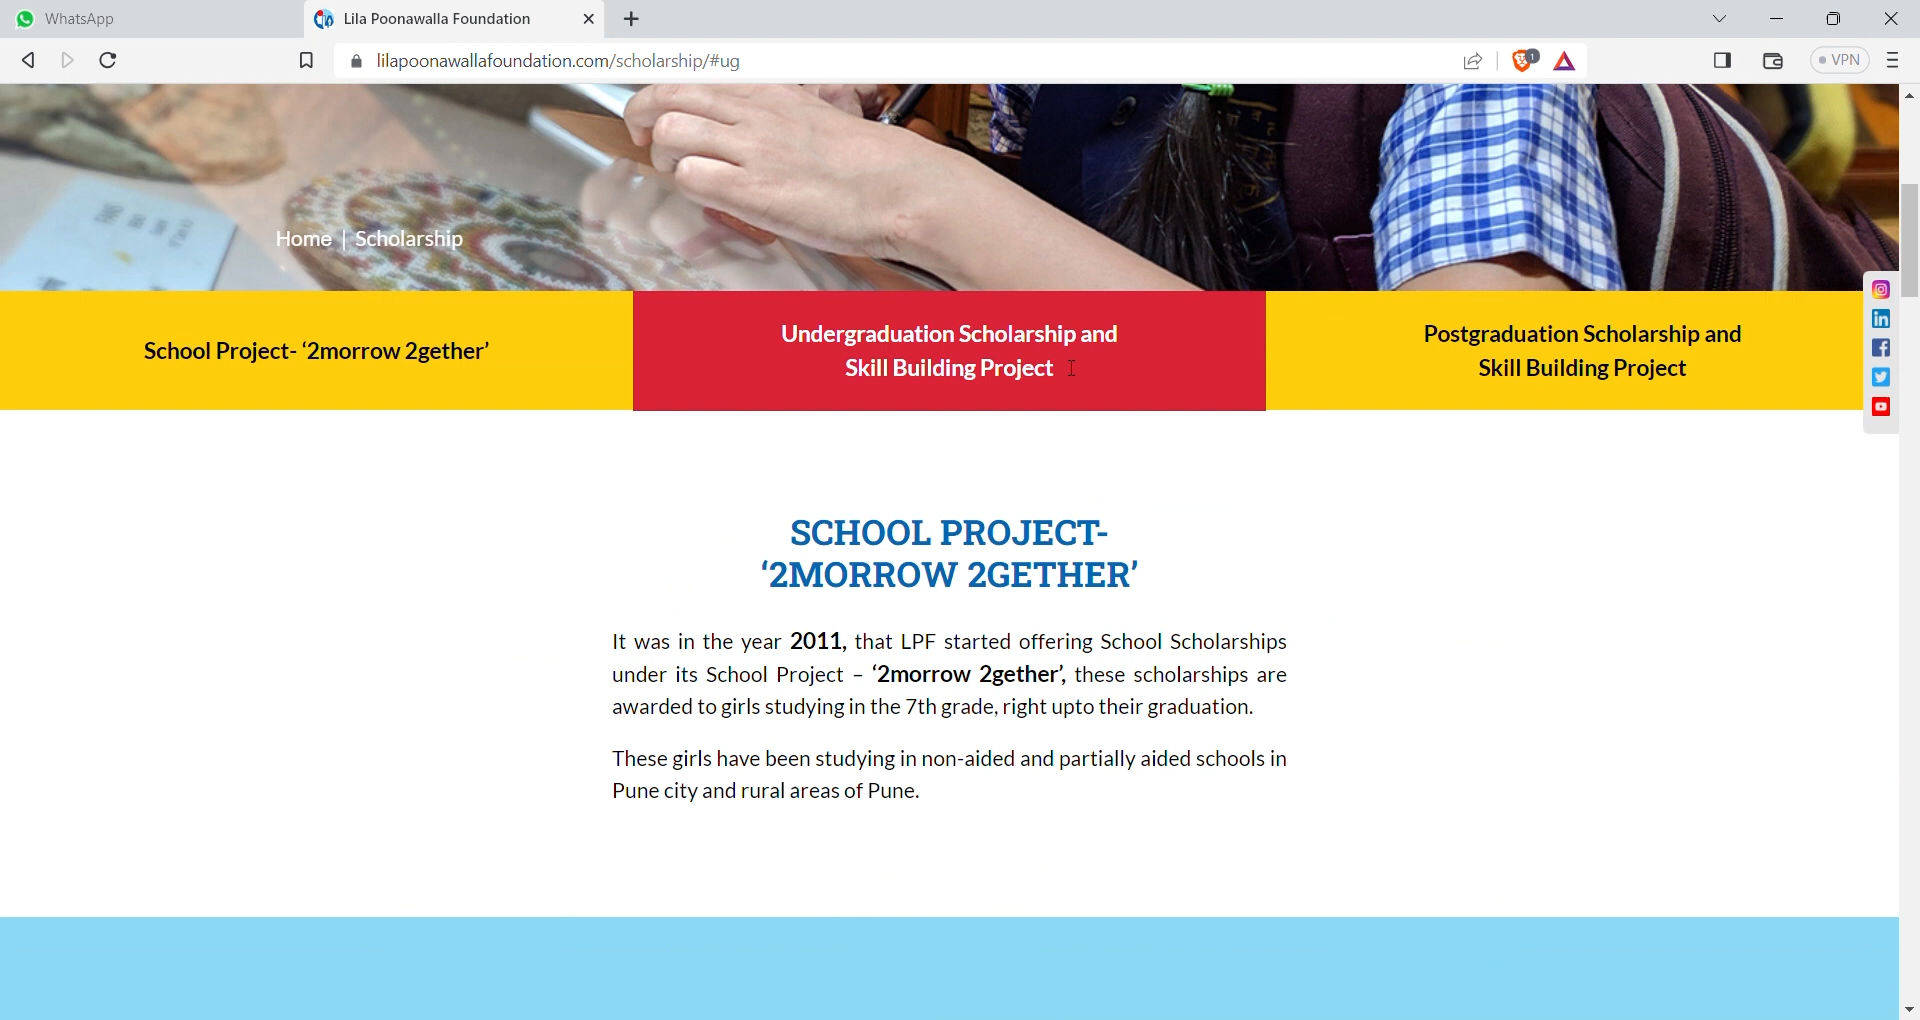 WhatsApp
Lila Poonawalla Foundation
lilapoonawallafoundation.com/scholarship/#ug
1
VPN
Home | Scholarship
School Project- ‘2morrow 2gether’
Undergraduation Scholarship and
Skill Building Project
Postgraduation Scholarship and
Skill Building Project
SCHOOL PROJECT-
‘2MORROW 2GETHER’
It was in the year 2011, that LPF started offering School Scholarships
under its School Project – ‘2morrow 2gether’, these scholarships are
awarded to girls studying in the 7th grade, right upto their graduation.
These girls have been studying in non-aided and partially aided schools in
Pune city and rural areas of Pune.